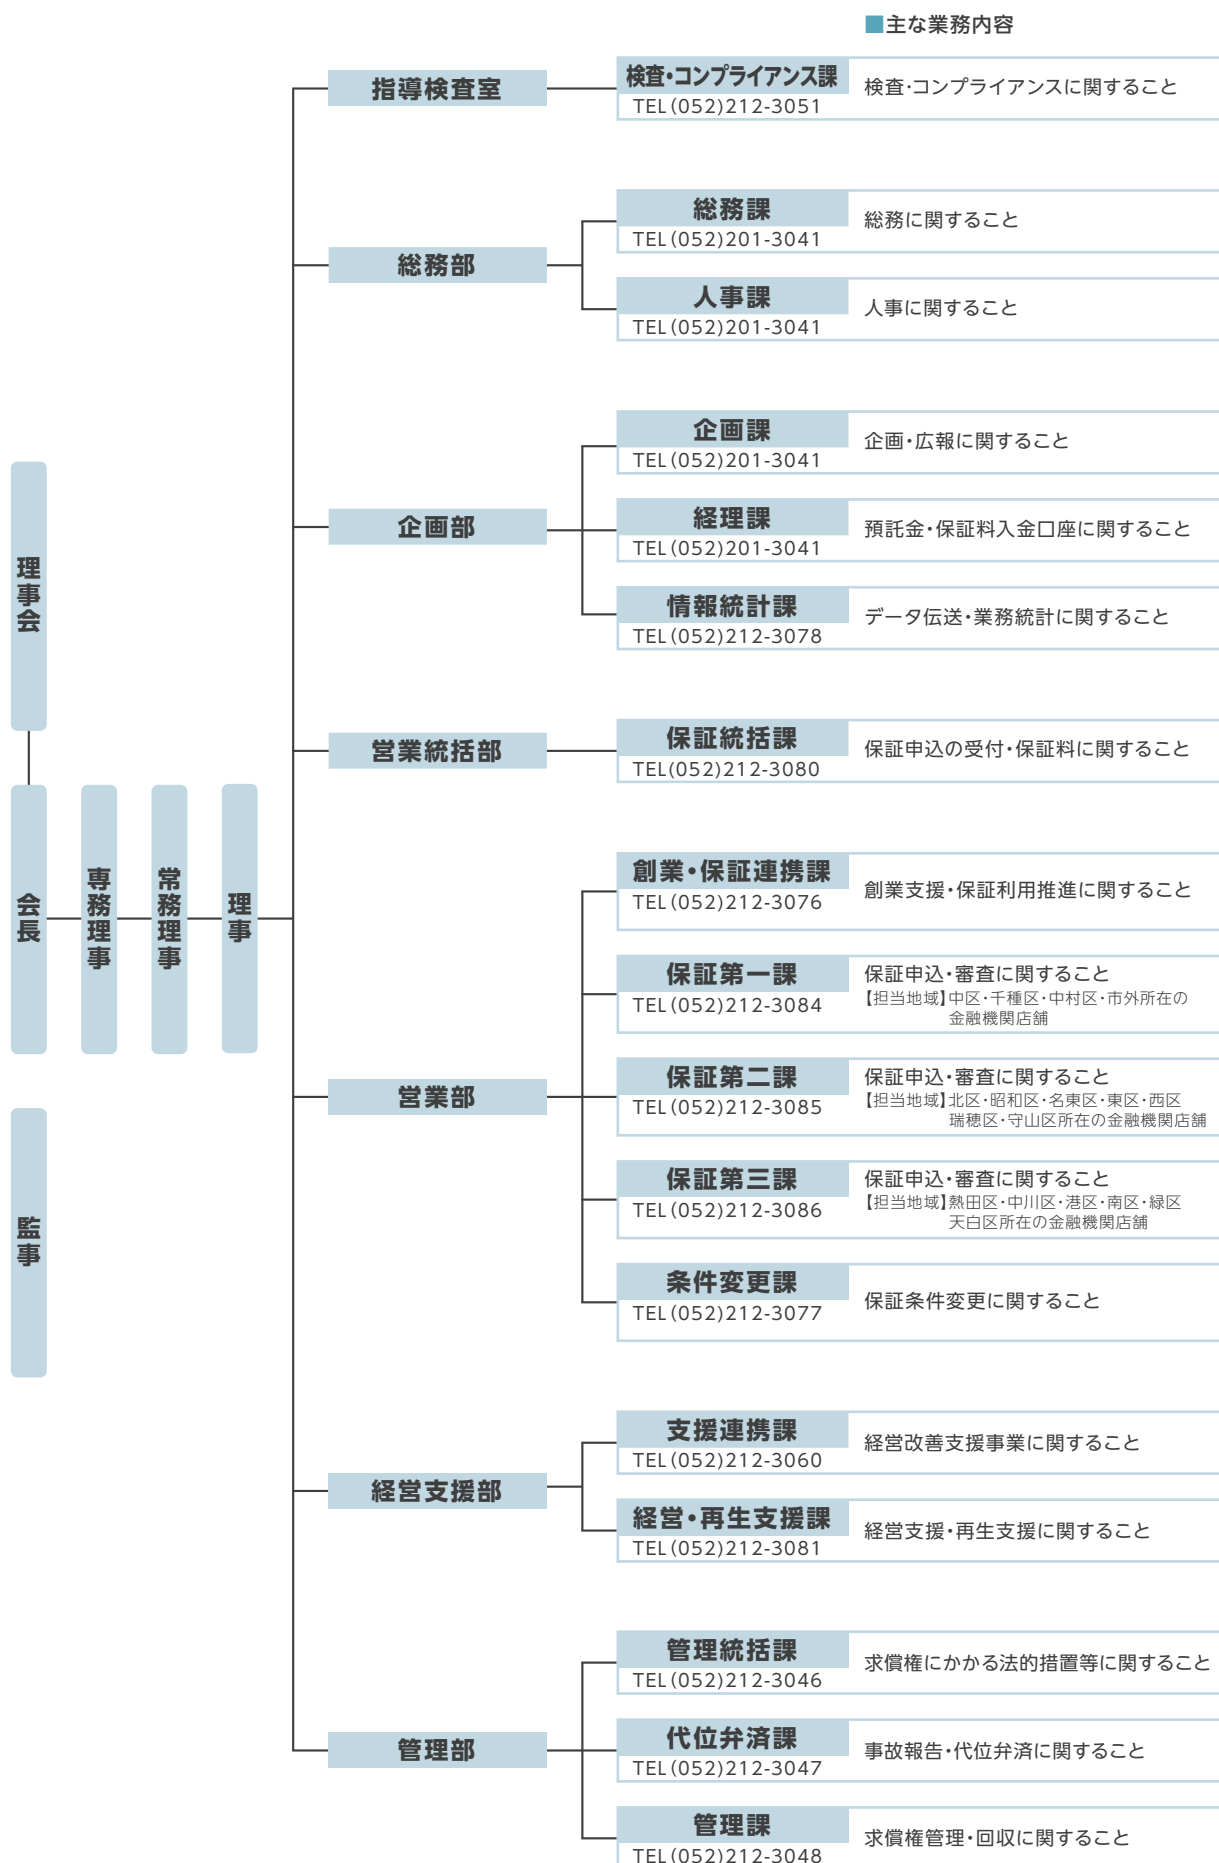 ■主な業務内容
指導検査室
検査・コンプライアンス課
TEL(052)212-3051
検査・コンプライアンスに関すること
総務部
総務課
TEL(052)201-3041
総務に関すること
人事課
TEL(052)201-3041
人事に関すること
企画部
企画課
TEL(052)201-3041
企画・広報に関すること
経理課
TEL(052)201-3041
預託金・保証料入金口座に関すること
情報統計課
TEL(052)212-3078
データ伝送・業務統計に関すること
理事会
会長
専務理事
常務理事
理事
監事
営業統括部
保証統括課
TEL(052)212-3080
保証申込の受付・保証料に関すること
営業部
創業・保証連携課
TEL(052)212-3076
創業支援・保証利用推進に関すること
保証第一課
TEL(052)212-3084
保証申込・審査に関すること
【担当地域】中区・千種区・中村区・市外所在の
金融機関店舗
保証第二課
TEL(052)212-3085
保証申込・審査に関すること
【担当地域】北区・昭和区・名東区・東区・西区
瑞穂区・守山区所在の金融機関店舗
保証第三課
TEL(052)212-3086
保証申込・審査に関すること
【担当地域】熱田区・中川区・港区・南区・緑区
天白区所在の金融機関店舗
条件変更課
TEL(052)212-3077
保証条件変更に関すること
経営支援部
支援連携課
TEL(052)212-3060
経営改善支援事業に関すること
経営・再生支援課
TEL(052)212-3081
経営支援・再生支援に関すること
管理部
管理統括課
TEL(052)212-3046
求償権にかかる法的措置等に関すること
代位弁済課
TEL(052)212-3047
事故報告・代位弁済に関すること
管理課
TEL(052)212-3048
求償権管理・回収に関すること